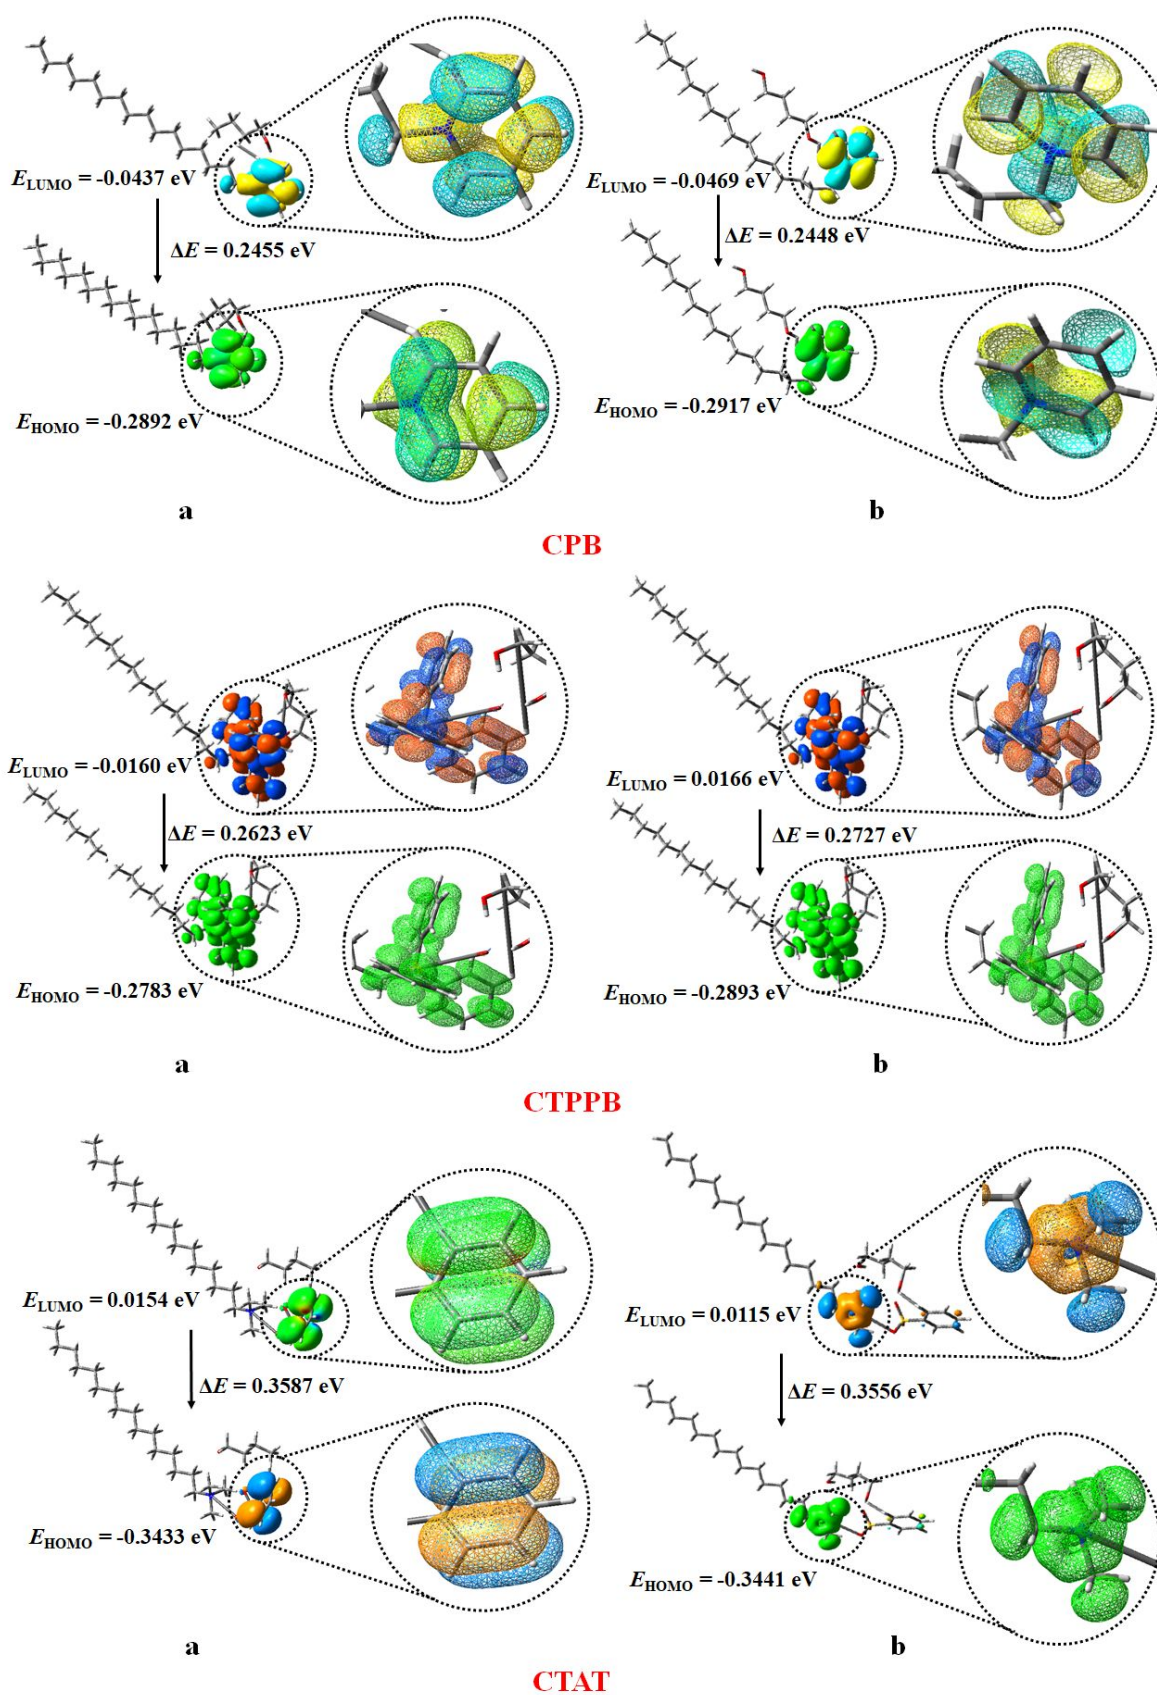 E_LUMO = -0.0437 eV
ΔE = 0.2455 eV
E_HOMO = -0.2892 eV
a
E_LUMO = -0.0469 eV
ΔE = 0.2448 eV
E_HOMO = -0.2917 eV
b
CPB
E_LUMO = -0.0160 eV
ΔE = 0.2623 eV
E_HOMO = -0.2783 eV
a
E_LUMO = 0.0166 eV
ΔE = 0.2727 eV
E_HOMO = -0.2893 eV
b
CTPPB
E_LUMO = 0.0154 eV
ΔE = 0.3587 eV
E_HOMO = -0.3433 eV
a
E_LUMO = 0.0115 eV
ΔE = 0.3556 eV
E_HOMO = -0.3441 eV
b
CTAT